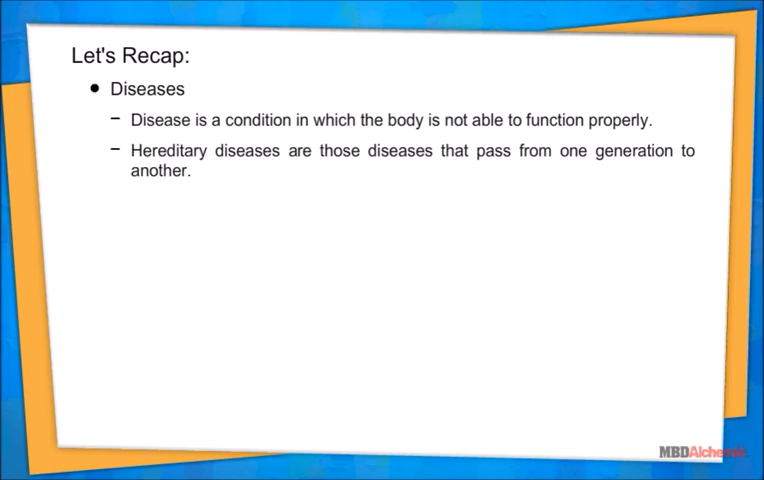 Let's Recap:
● Diseases
– Disease is a condition in which the body is not able to function properly.
– Hereditary diseases are those diseases that pass from one generation to
another.
MBDAlchemie